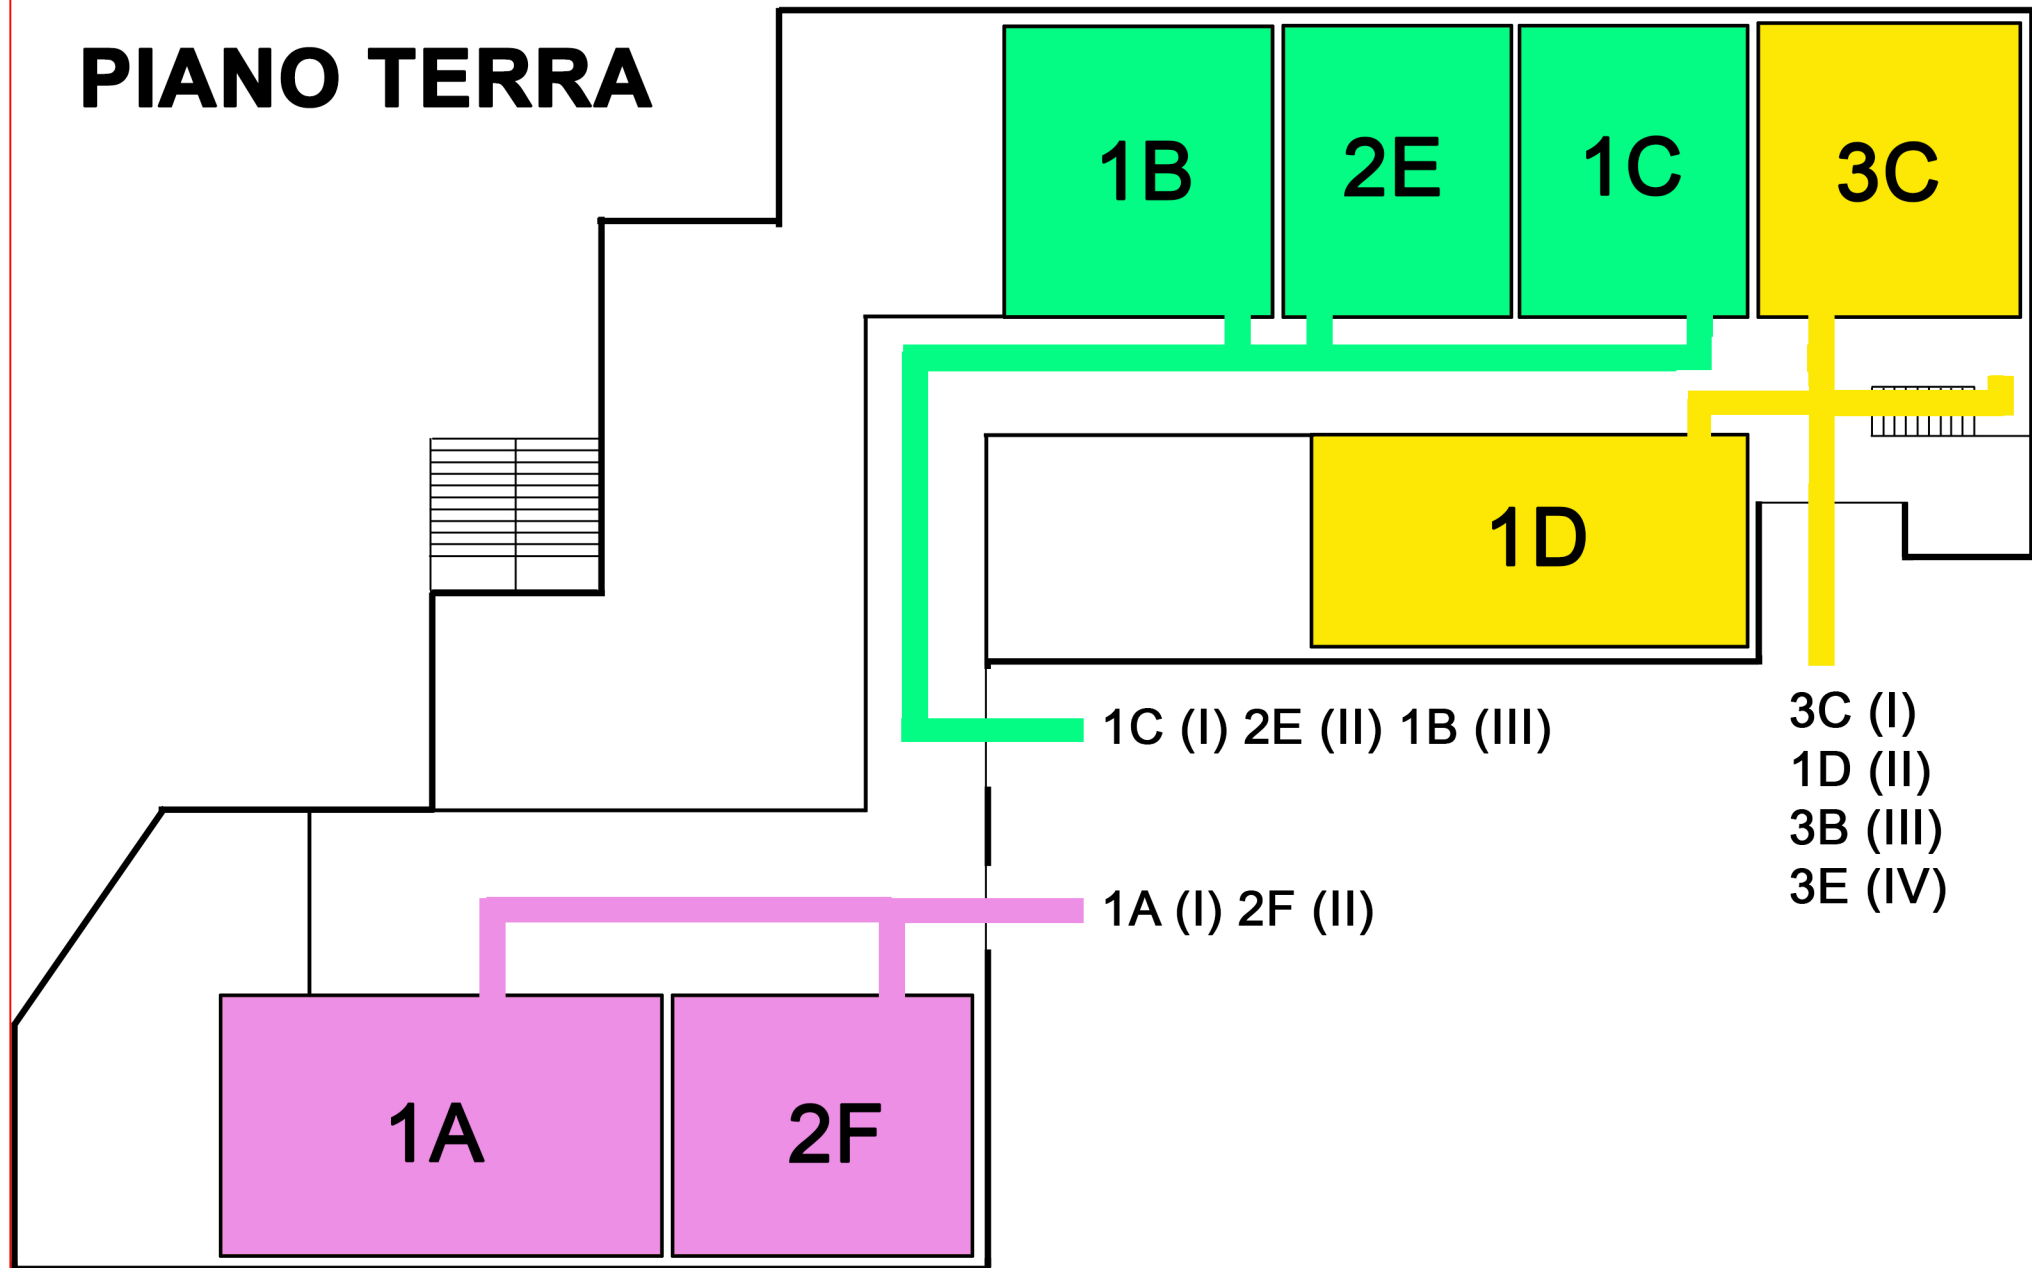 PIANO TERRA
1B
2E
1C
3C
1D
1C (I) 2E (II) 1B (III)
3C (I)
1D (II)
3B (III)
3E (IV)
1A (I) 2F (II)
1A
2F